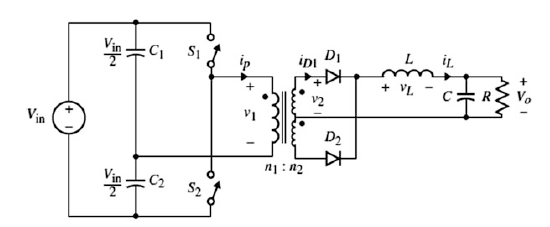 V_in/2 C_1 S_1 i_p i_D1 D_1 L i_L
+ + + v_L − +
V_in + − v_1 v_2 C R V_o
− − −
D_2
V_in/2 C_2 S_2 n_1 : n_2